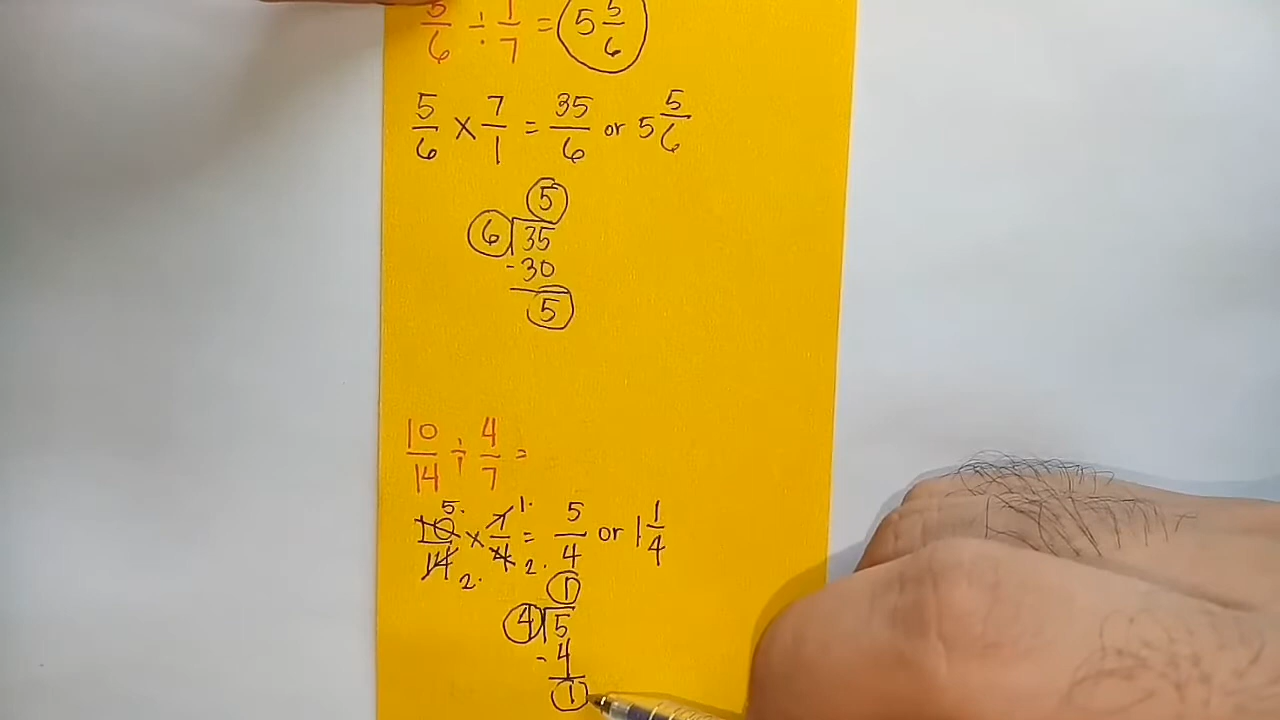 5/6 ÷ 1/7 = 5 5/6
5/6 × 7/1 = 35/6 or 5 5/6
5
6 35
-30
5
10/14 ÷ 4/7 =
5. 1.
10/14 × 7/4 = 5/4 or 1 1/4
2. 2.
1
4 5
-4
1